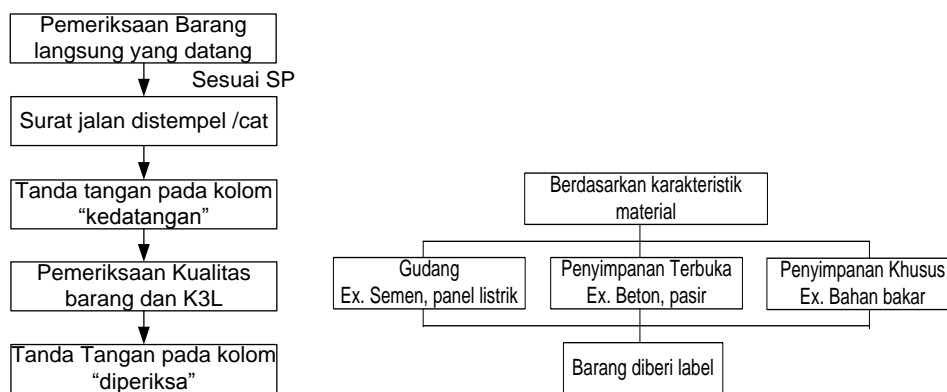 Pemeriksaan Barang
langsung yang datang
Sesuai SP
Surat jalan distempel /cat
Tanda tangan pada kolom
“kedatangan”
Pemeriksaan Kualitas
barang dan K3L
Tanda Tangan pada kolom
“diperiksa”
Berdasarkan karakteristik
material
Gudang
Ex. Semen, panel listrik
Penyimpanan Terbuka
Ex. Beton, pasir
Penyimpanan Khusus
Ex. Bahan bakar
Barang diberi label